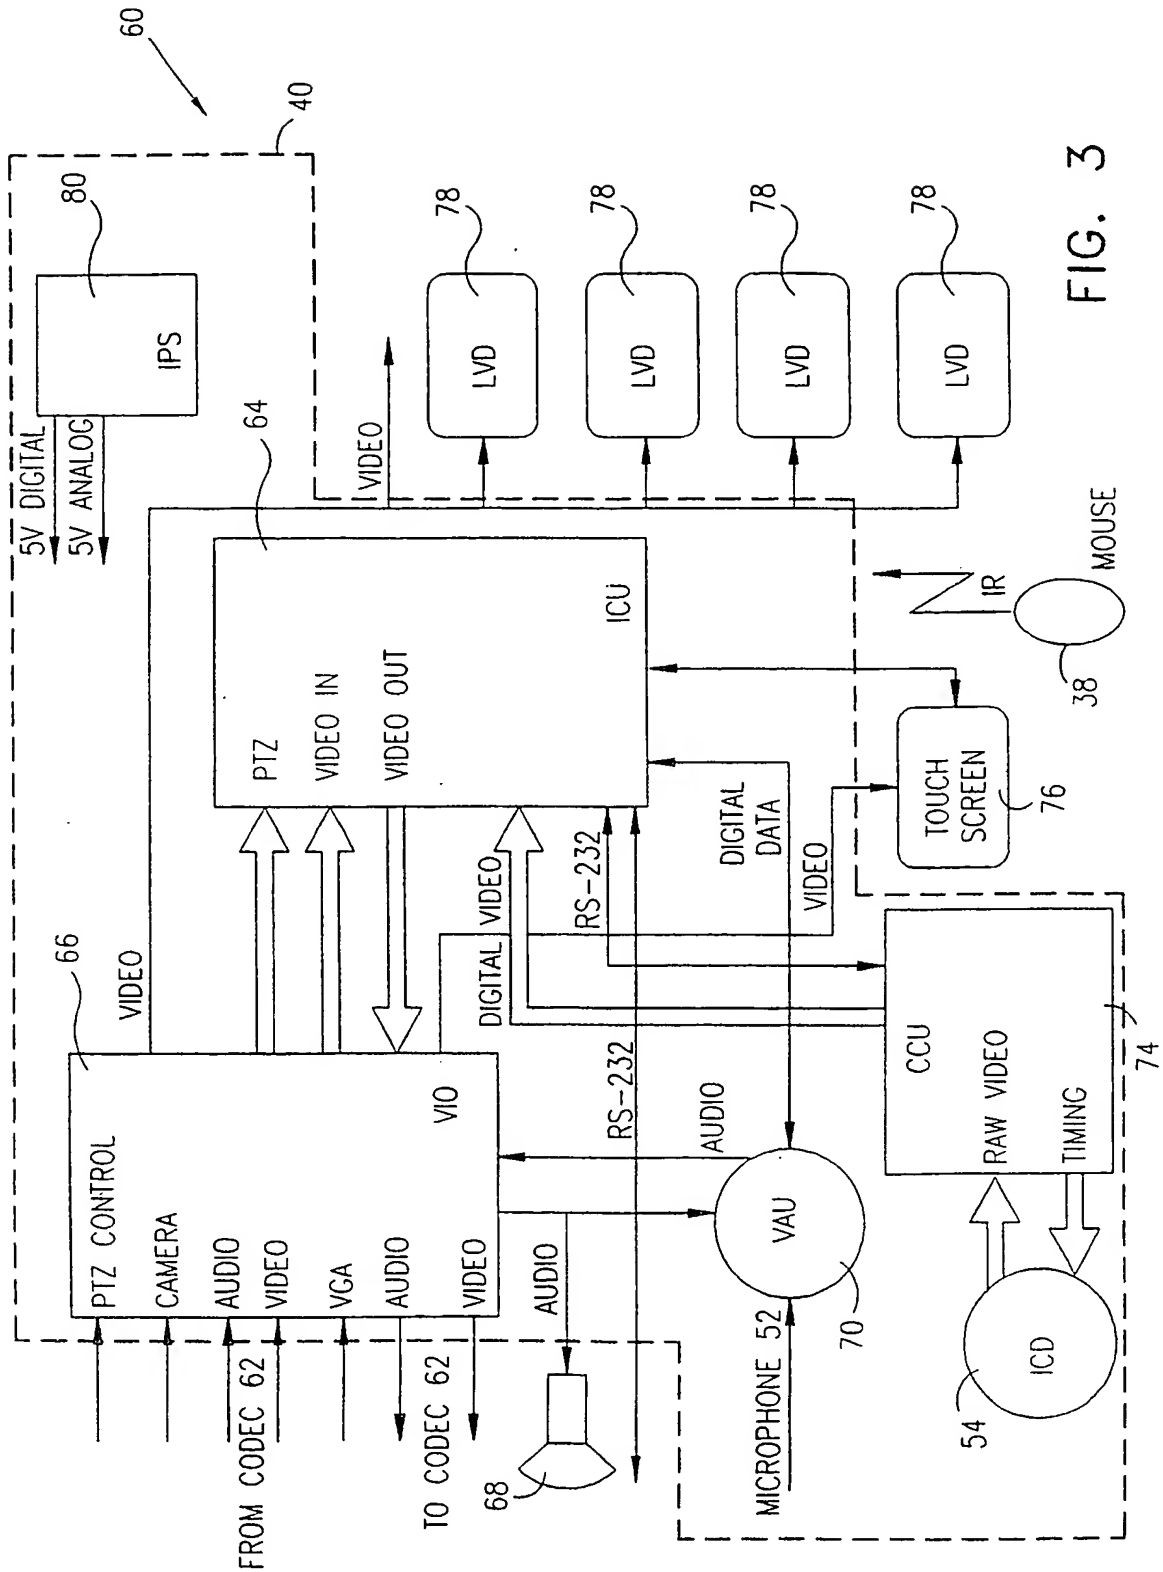 60
40
80
IPS
5V DIGITAL
5V ANALOG
64
VIDEO
VIDEO
66
PTZ
VIDEO IN
VIDEO OUT
ICU
PTZ CONTROL
CAMERA
AUDIO
VIDEO
VGA
AUDIO
VIDEO
VIO
FROM CODEC 62
TO CODEC 62
LVD
78
LVD
78
LVD
78
LVD
78
DIGITAL VIDEO
RS-232
RS-232
DIGITAL
DATA
VIDEO
AUDIO
AUDIO
68
MICROPHONE 52
VAU
70
TOUCH
SCREEN
76
IR
MOUSE
38
CCU
RAW VIDEO
TIMING
74
ICD
54
FIG. 3